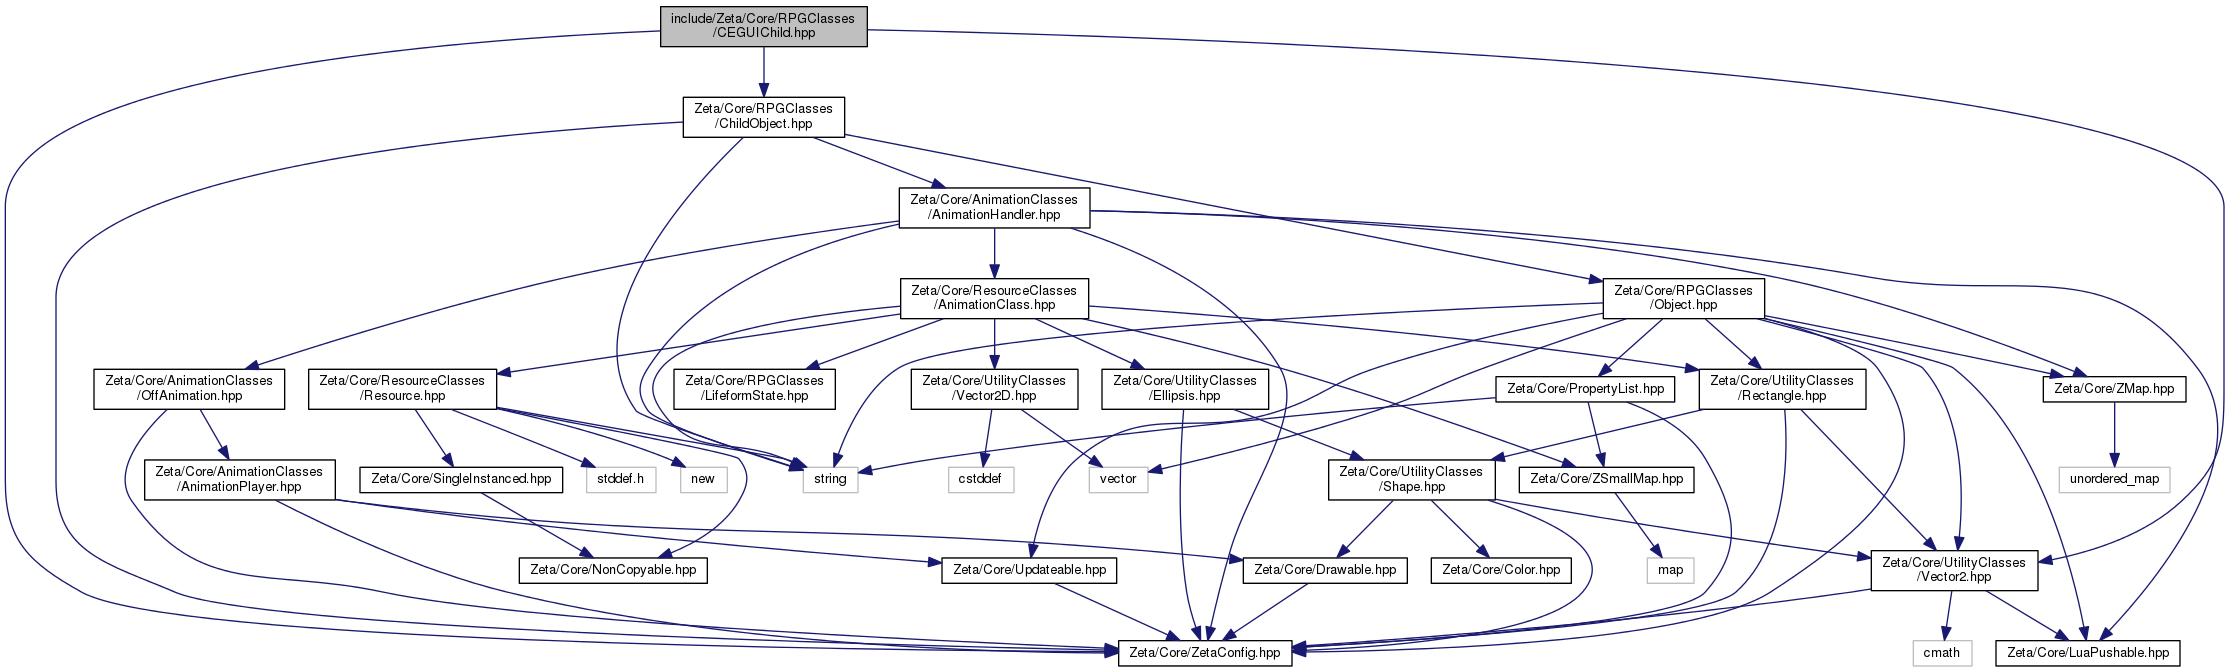 include/Zeta/Core/RPGClasses
/CEGUIChild.hpp
Zeta/Core/RPGClasses
/ChildObject.hpp
Zeta/Core/AnimationClasses
/AnimationHandler.hpp
Zeta/Core/ResourceClasses
/AnimationClass.hpp
Zeta/Core/RPGClasses
/Object.hpp
Zeta/Core/AnimationClasses
/OffAnimation.hpp
Zeta/Core/ResourceClasses
/Resource.hpp
Zeta/Core/RPGClasses
/LifeformState.hpp
Zeta/Core/UtilityClasses
/Vector2D.hpp
Zeta/Core/UtilityClasses
/Ellipsis.hpp
Zeta/Core/PropertyList.hpp
Zeta/Core/UtilityClasses
/Rectangle.hpp
Zeta/Core/ZMap.hpp
Zeta/Core/AnimationClasses
/AnimationPlayer.hpp
Zeta/Core/SingleInstanced.hpp
stddef.h
new
string
cstddef
vector
Zeta/Core/UtilityClasses
/Shape.hpp
Zeta/Core/ZSmallMap.hpp
unordered_map
Zeta/Core/NonCopyable.hpp
Zeta/Core/Updateable.hpp
Zeta/Core/Drawable.hpp
Zeta/Core/Color.hpp
map
Zeta/Core/UtilityClasses
/Vector2.hpp
Zeta/Core/ZetaConfig.hpp
cmath
Zeta/Core/LuaPushable.hpp